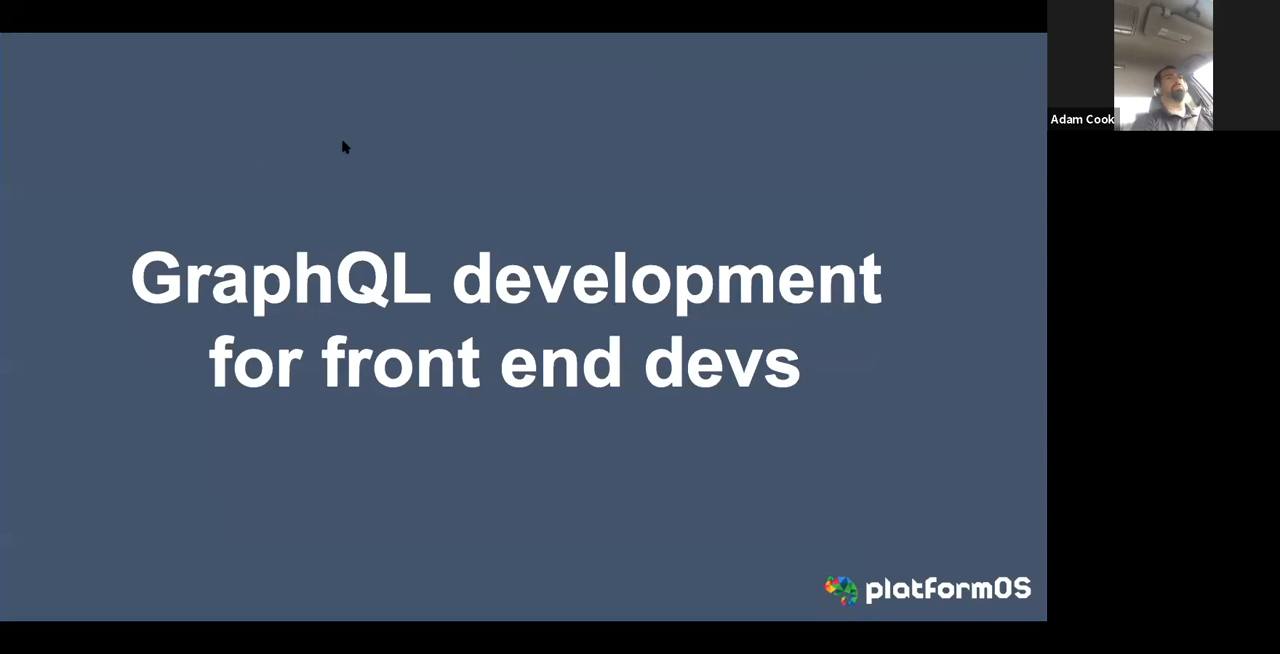 GraphQL development
for front end devs
platformOS
Adam Cook